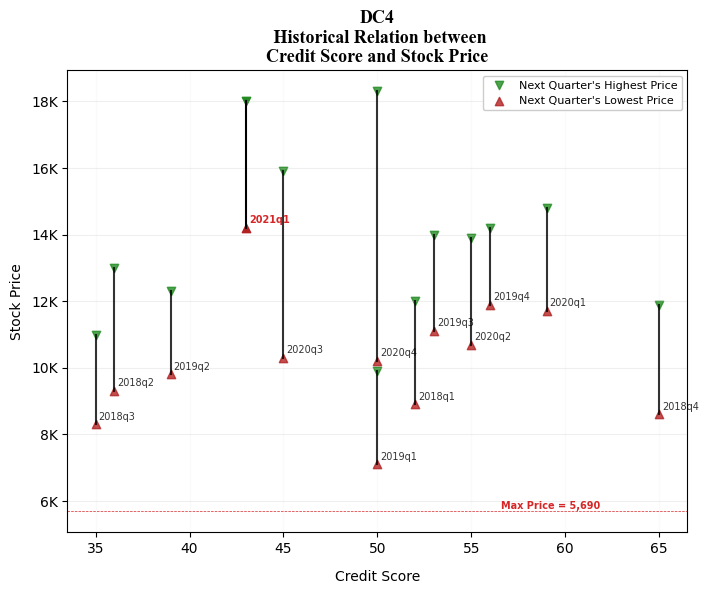 DC4
Historical Relation between
Credit Score and Stock Price
Next Quarter's Highest Price
Next Quarter's Lowest Price
18K
16K
14K
12K
10K
8K
6K
Stock Price
2021q1
2020q3
2020q4
2019q1
2018q1
2019q3
2020q2
2019q4
2020q1
2018q4
2019q2
2018q2
2018q3
Max Price = 5,690
35
40
45
50
55
60
65
Credit Score